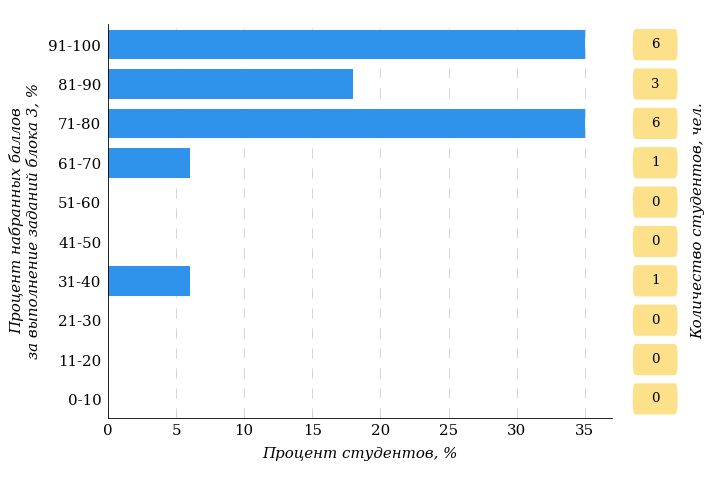 Процент набранных баллов
за выполнение заданий блока 3, %
91-100 6
81-90 3
71-80 6
61-70 1
51-60 0
41-50 0
31-40 1
21-30 0
11-20 0
0-10 0
0 5 10 15 20 25 30 35
Процент студентов, %
Количество студентов, чел.